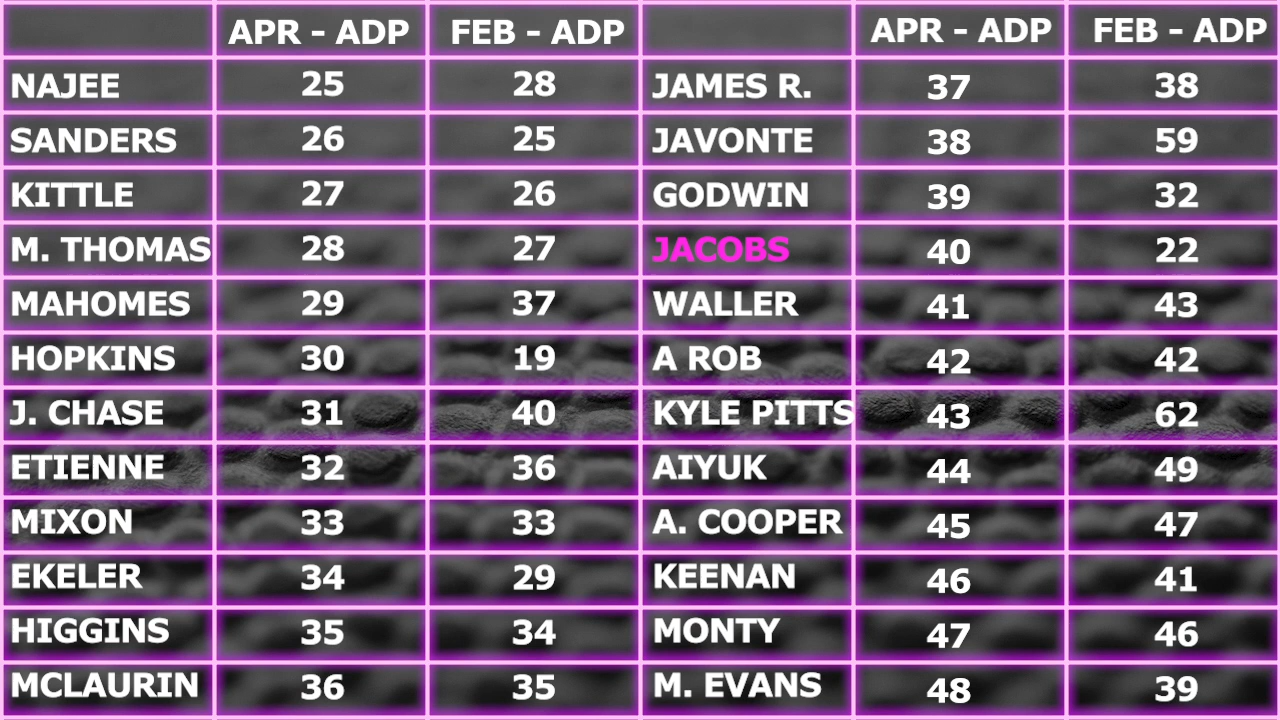 APR - ADP FEB - ADP APR - ADP FEB - ADP
NAJEE 25 28 JAMES R. 37 38
SANDERS 26 25 JAVONTE 38 59
KITTLE 27 26 GODWIN 39 32
M. THOMAS 28 27 JACOBS 40 22
MAHOMES 29 37 WALLER 41 43
HOPKINS 30 19 A ROB 42 42
J. CHASE 31 40 KYLE PITTS 43 62
ETIENNE 32 36 AIYUK 44 49
MIXON 33 33 A. COOPER 45 47
EKELER 34 29 KEENAN 46 41
HIGGINS 35 34 MONTY 47 46
MCLAURIN 36 35 M. EVANS 48 39